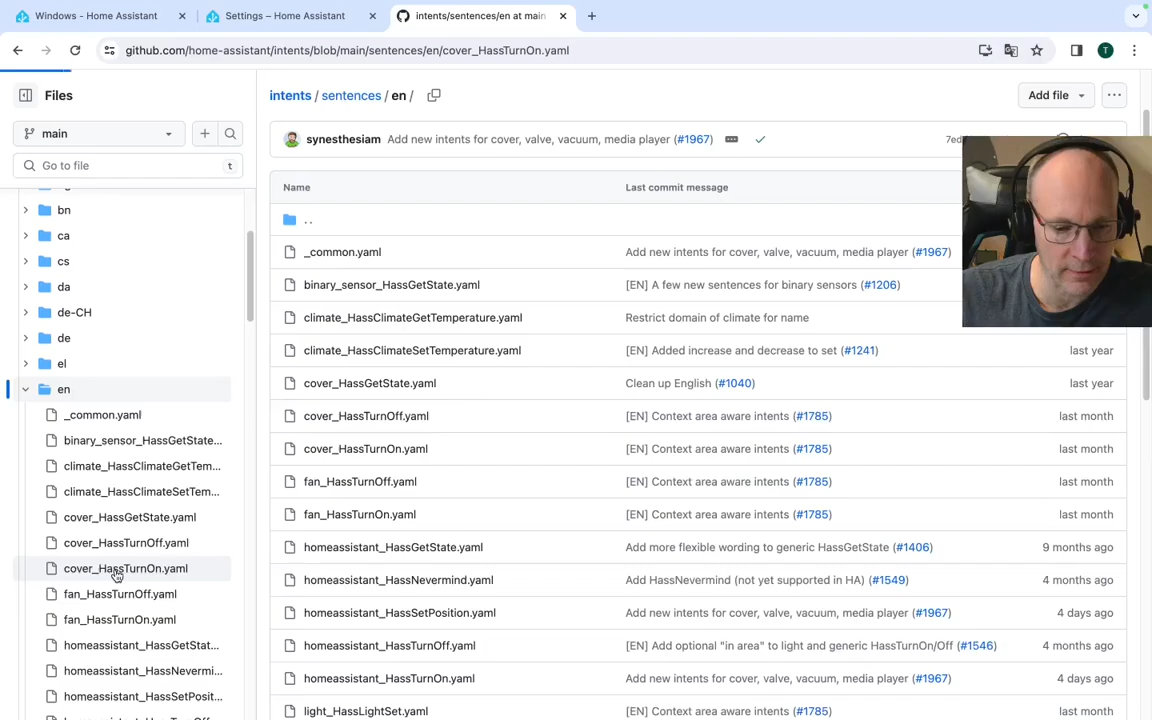 Windows - Home Assistant
Settings – Home Assistant
intents/sentences/en at main
github.com/home-assistant/intents/blob/main/sentences/en/cover_HassTurnOn.yaml
T
Files
main
Go to file
t
bn
ca
cs
da
de-CH
de
el
en
_common.yaml
binary_sensor_HassGetState...
climate_HassClimateGetTem...
climate_HassClimateSetTem...
cover_HassGetState.yaml
cover_HassTurnOff.yaml
cover_HassTurnOn.yaml
fan_HassTurnOff.yaml
fan_HassTurnOn.yaml
homeassistant_HassGetStat...
homeassistant_HassNevermi...
homeassistant_HassSetPosit...
intents / sentences / en /
Add file
synesthesiam Add new intents for cover, valve, vacuum, media player (#1967)
Name Last commit message
. .
_common.yaml Add new intents for cover, valve, vacuum, media player (#1967)
binary_sensor_HassGetState.yaml [EN] A few new sentences for binary sensors (#1206)
climate_HassClimateGetTemperature.yaml Restrict domain of climate for name
climate_HassClimateSetTemperature.yaml [EN] Added increase and decrease to set (#1241) last year
cover_HassGetState.yaml Clean up English (#1040) last year
cover_HassTurnOff.yaml [EN] Context area aware intents (#1785) last month
cover_HassTurnOn.yaml [EN] Context area aware intents (#1785) last month
fan_HassTurnOff.yaml [EN] Context area aware intents (#1785) last month
fan_HassTurnOn.yaml [EN] Context area aware intents (#1785) last month
homeassistant_HassGetState.yaml Add more flexible wording to generic HassGetState (#1406) 9 months ago
homeassistant_HassNevermind.yaml Add HassNevermind (not yet supported in HA) (#1549) 4 months ago
homeassistant_HassSetPosition.yaml Add new intents for cover, valve, vacuum, media player (#1967) 4 days ago
homeassistant_HassTurnOff.yaml [EN] Add optional "in area" to light and generic HassTurnOn/Off (#1546) 4 months ago
homeassistant_HassTurnOn.yaml Add new intents for cover, valve, vacuum, media player (#1967) 4 days ago
light_HassLightSet.yaml [EN] Context area aware intents (#1785) last month